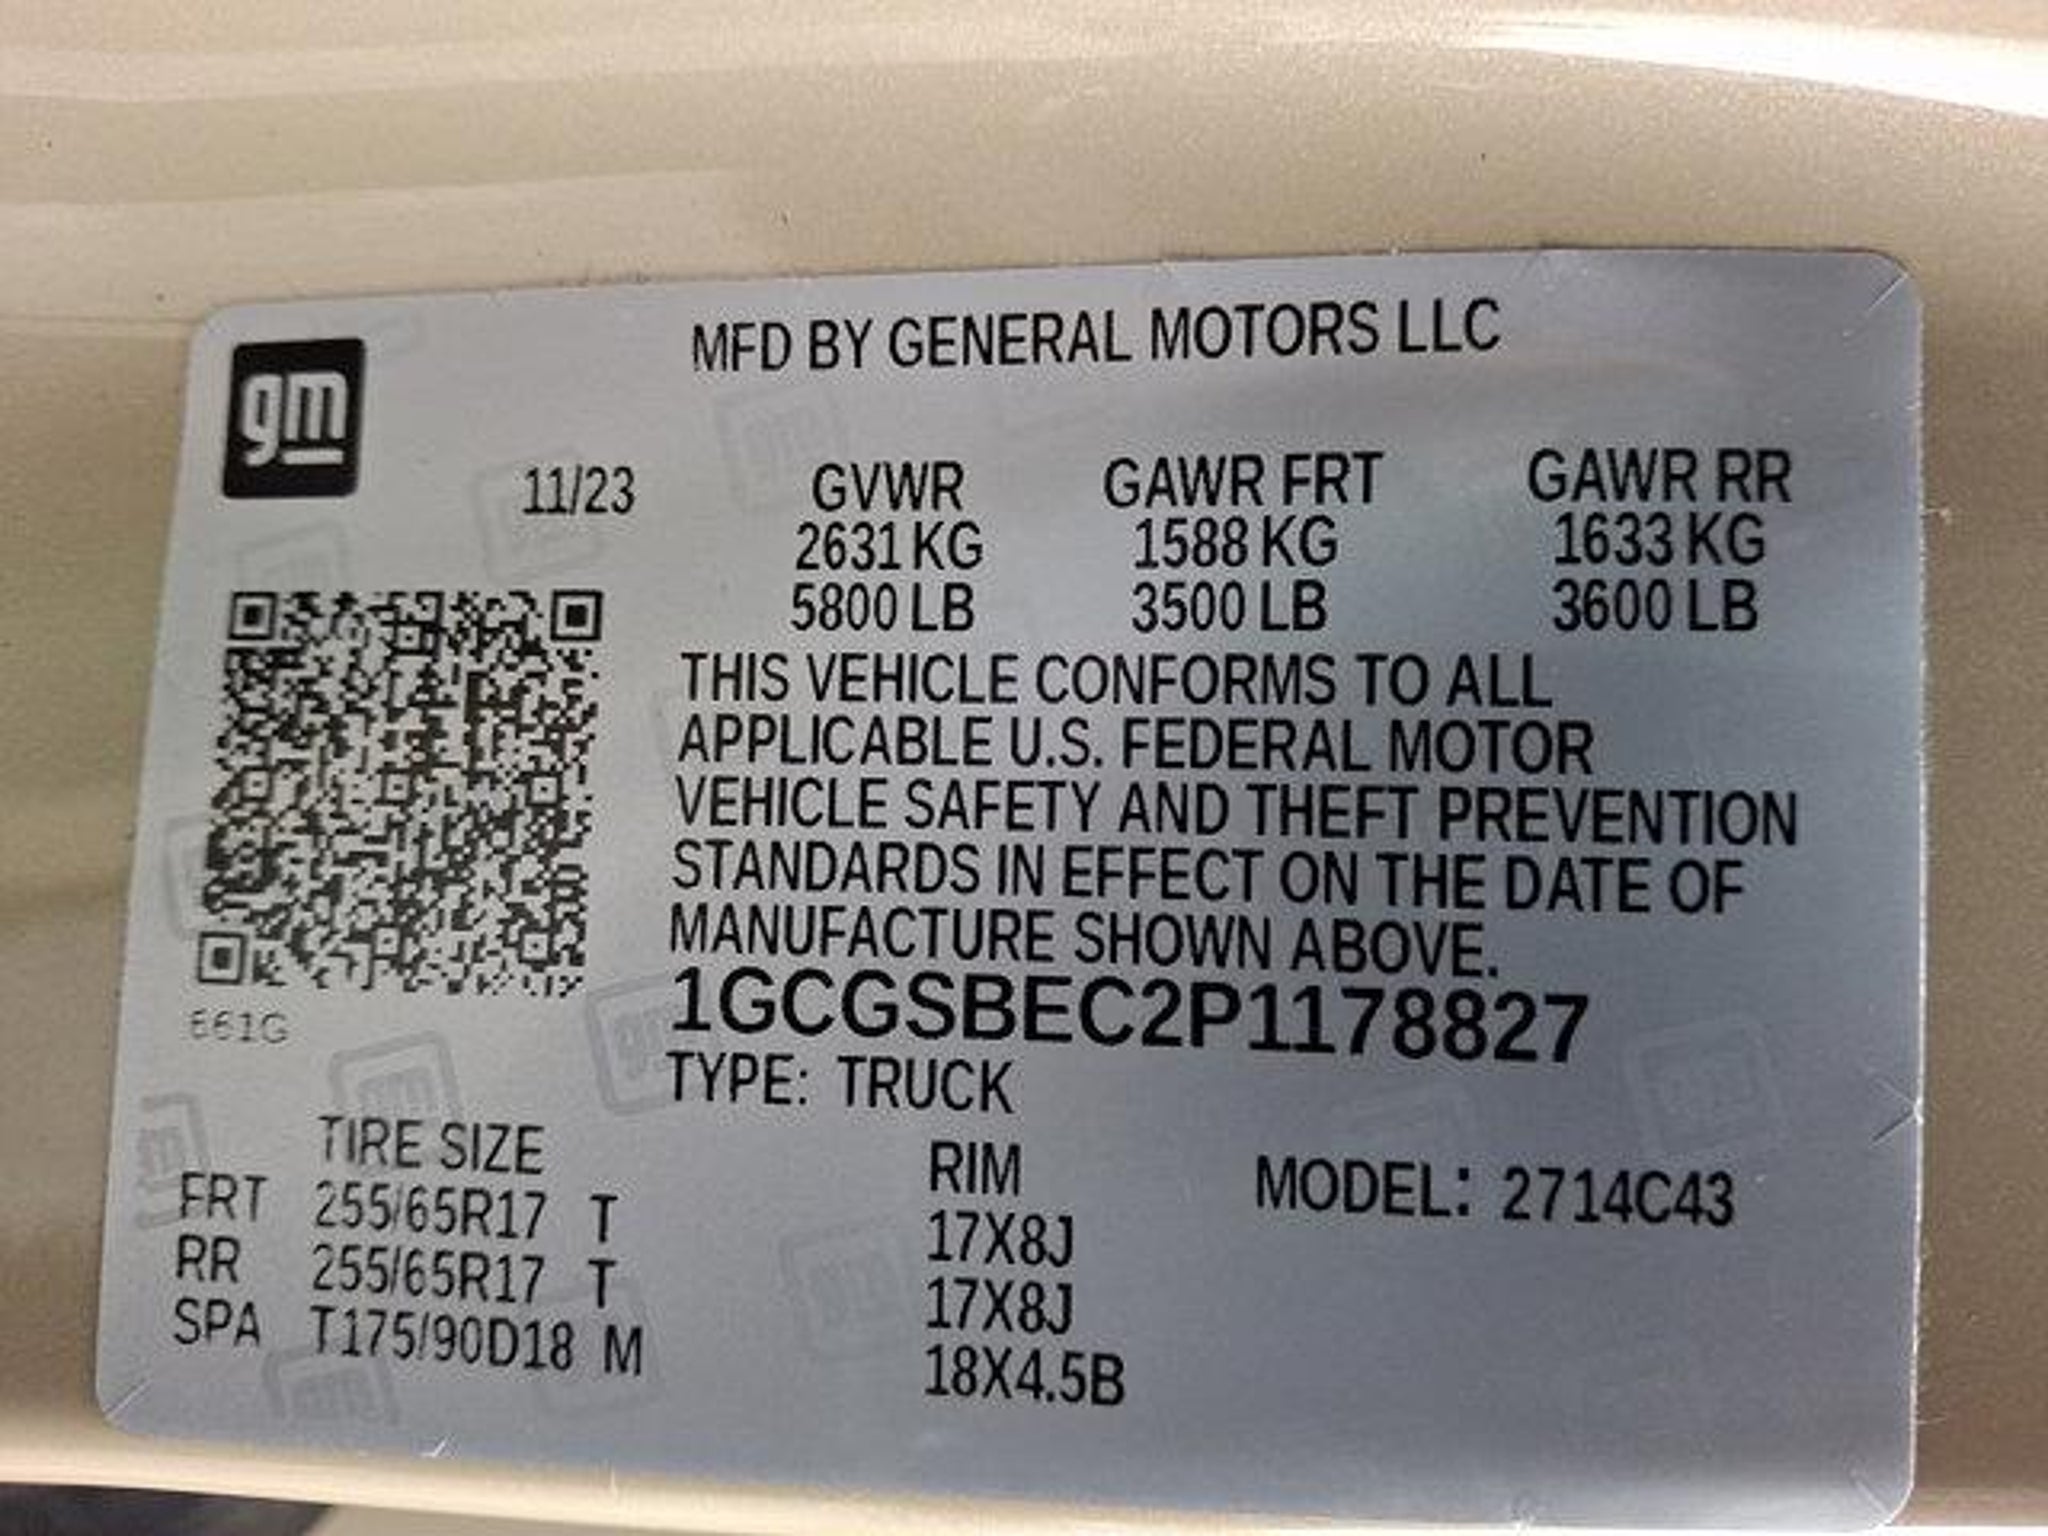 gm
MFD BY GENERAL MOTORS LLC
11/23 GVWR GAWR FRT GAWR RR
2631 KG 1588 KG 1633 KG
5800 LB 3500 LB 3600 LB
THIS VEHICLE CONFORMS TO ALL
APPLICABLE U.S. FEDERAL MOTOR
VEHICLE SAFETY AND THEFT PREVENTION
STANDARDS IN EFFECT ON THE DATE OF
MANUFACTURE SHOWN ABOVE.
1GCGSBEC2P1178827
661G
TYPE: TRUCK
TIRE SIZE RIM MODEL: 2714C43
FRT 255/65R17 T 17X8J
RR 255/65R17 T 17X8J
SPA T175/90D18 M 18X4.5B